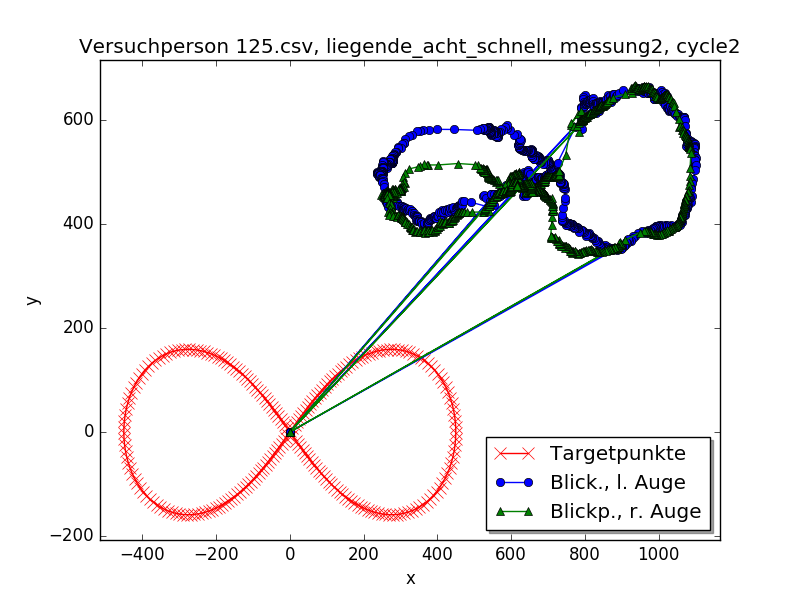 Versuchperson 125.csv, liegende_acht_schnell, messung2, cycle2
y
600
400
200
0
−200
−400
−200
0
200
400
600
800
1000
x
Targetpunkte
Blick., l. Auge
Blickp., r. Auge